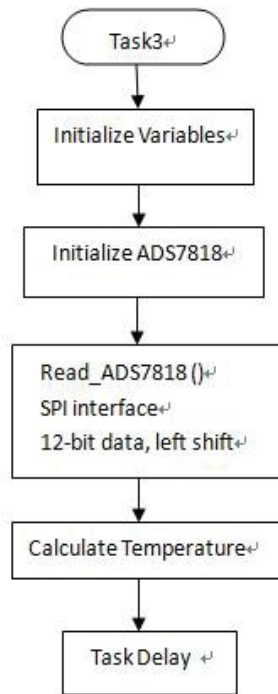 Task3↵
Initialize Variables↵
Initialize ADS7818↵
Read_ADS7818 ()↵
SPI interface↵
12-bit data, left shift↵
Calculate Temperature↵
Task Delay ↵